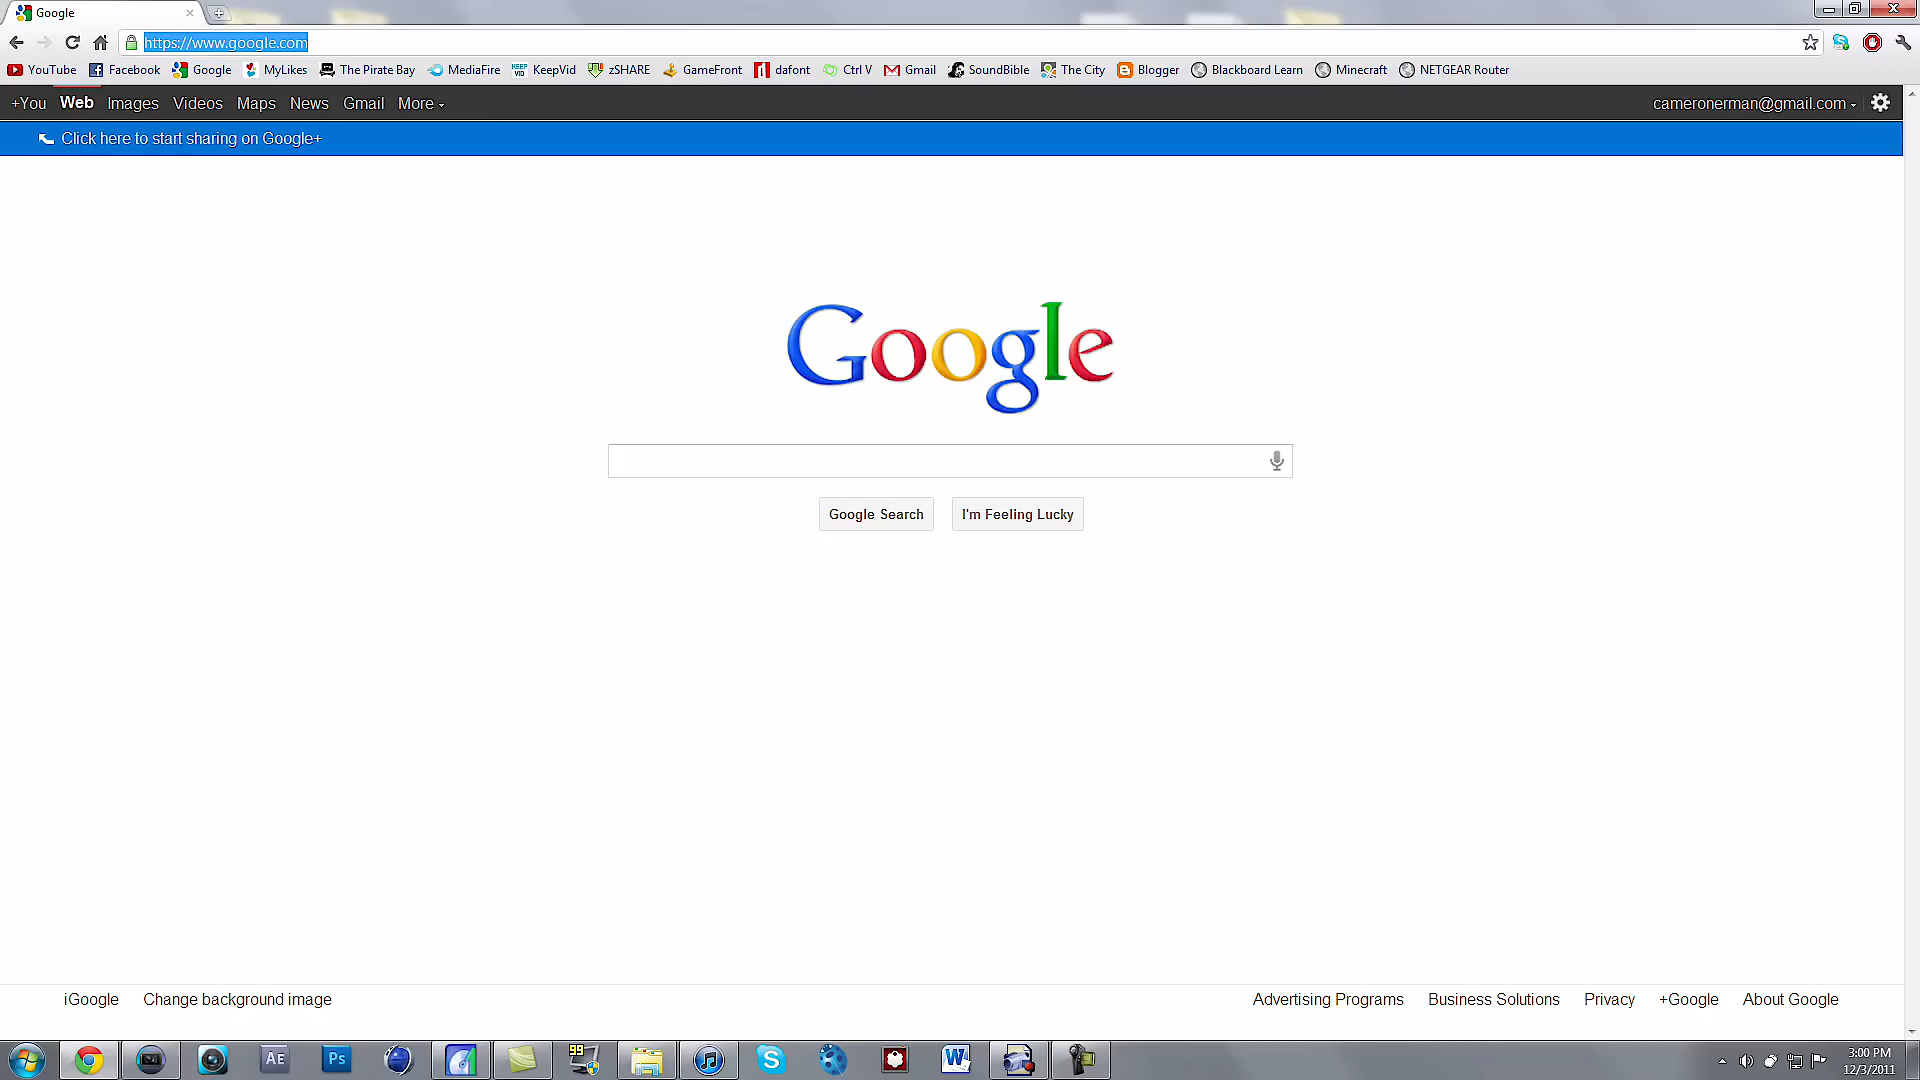 Google
https://www.google.com
YouTube Facebook Google MyLikes The Pirate Bay MediaFire KEEP VID KeepVid zSHARE GameFront dafont Ctrl V Gmail SoundBible The City Blogger Blackboard Learn Minecraft NETGEAR Router
+You Web Images Videos Maps News Gmail More cameronerman@gmail.com
Click here to start sharing on Google+
Google
Google Search I'm Feeling Lucky
iGoogle Change background image Advertising Programs Business Solutions Privacy +Google About Google
AE Ps 99 S W 3:00 PM
12/3/2011